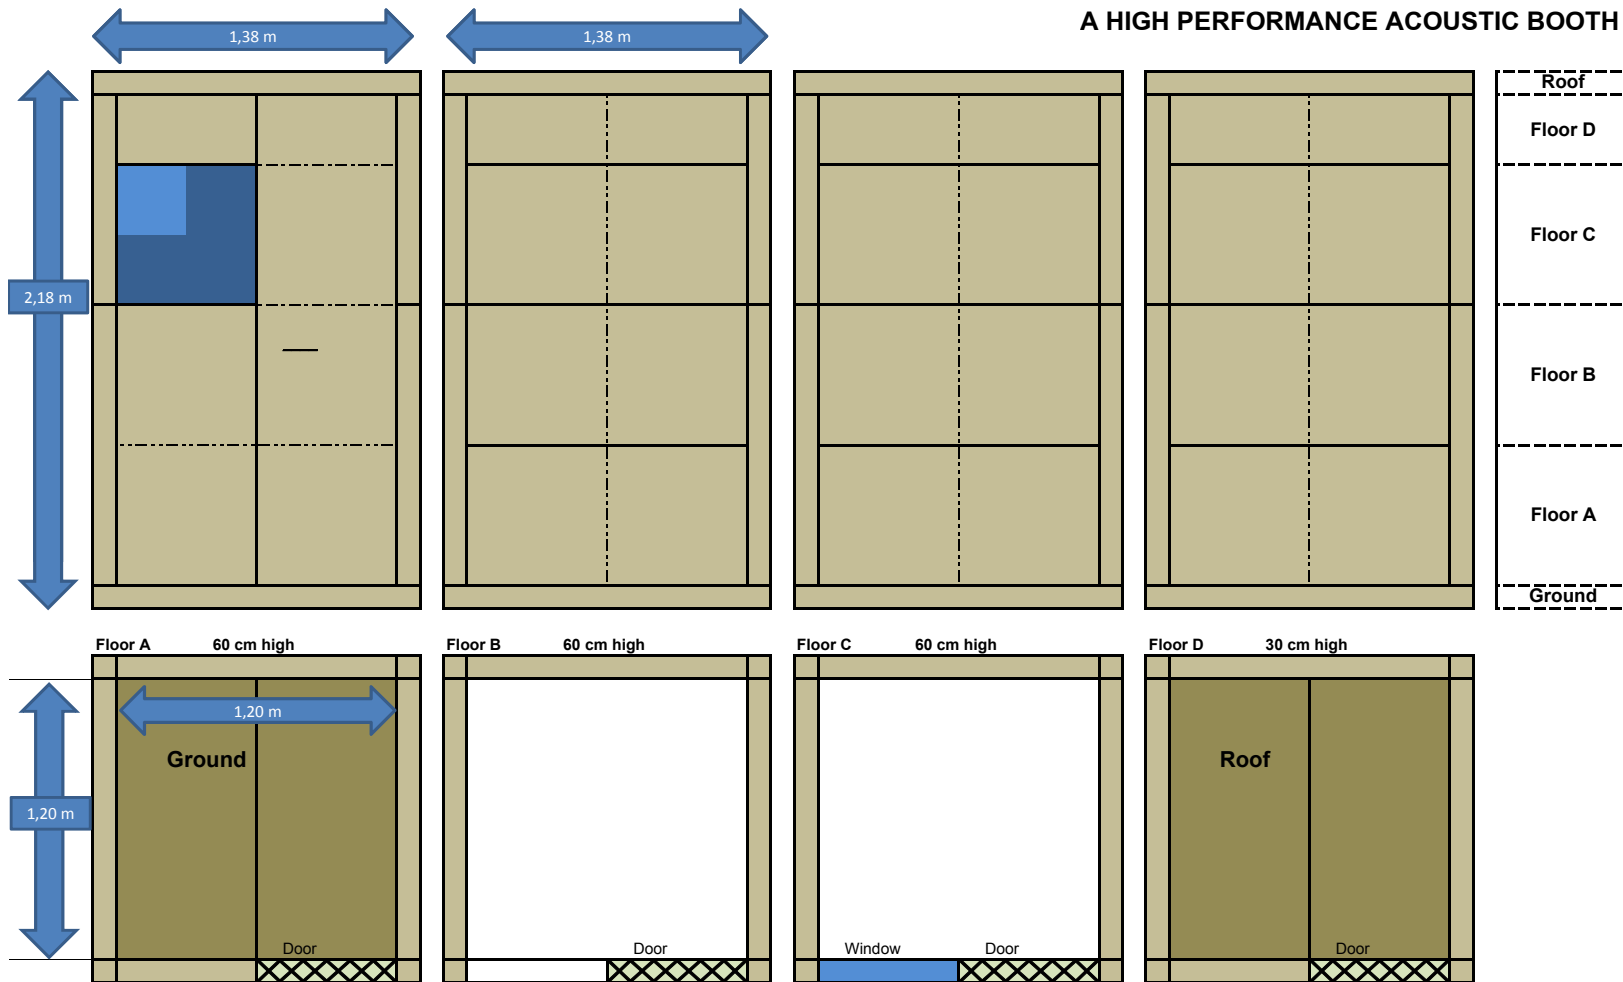 A HIGH PERFORMANCE ACOUSTIC BOOTH
1,38 m
1,38 m
2,18 m
Roof
Floor D
Floor C
Floor B
Floor A
Ground
Floor A 60 cm high
Floor B 60 cm high
Floor C 60 cm high
Floor D 30 cm high
1,20 m
Ground
Roof
1,20 m
Door
Door
Window Door
Door